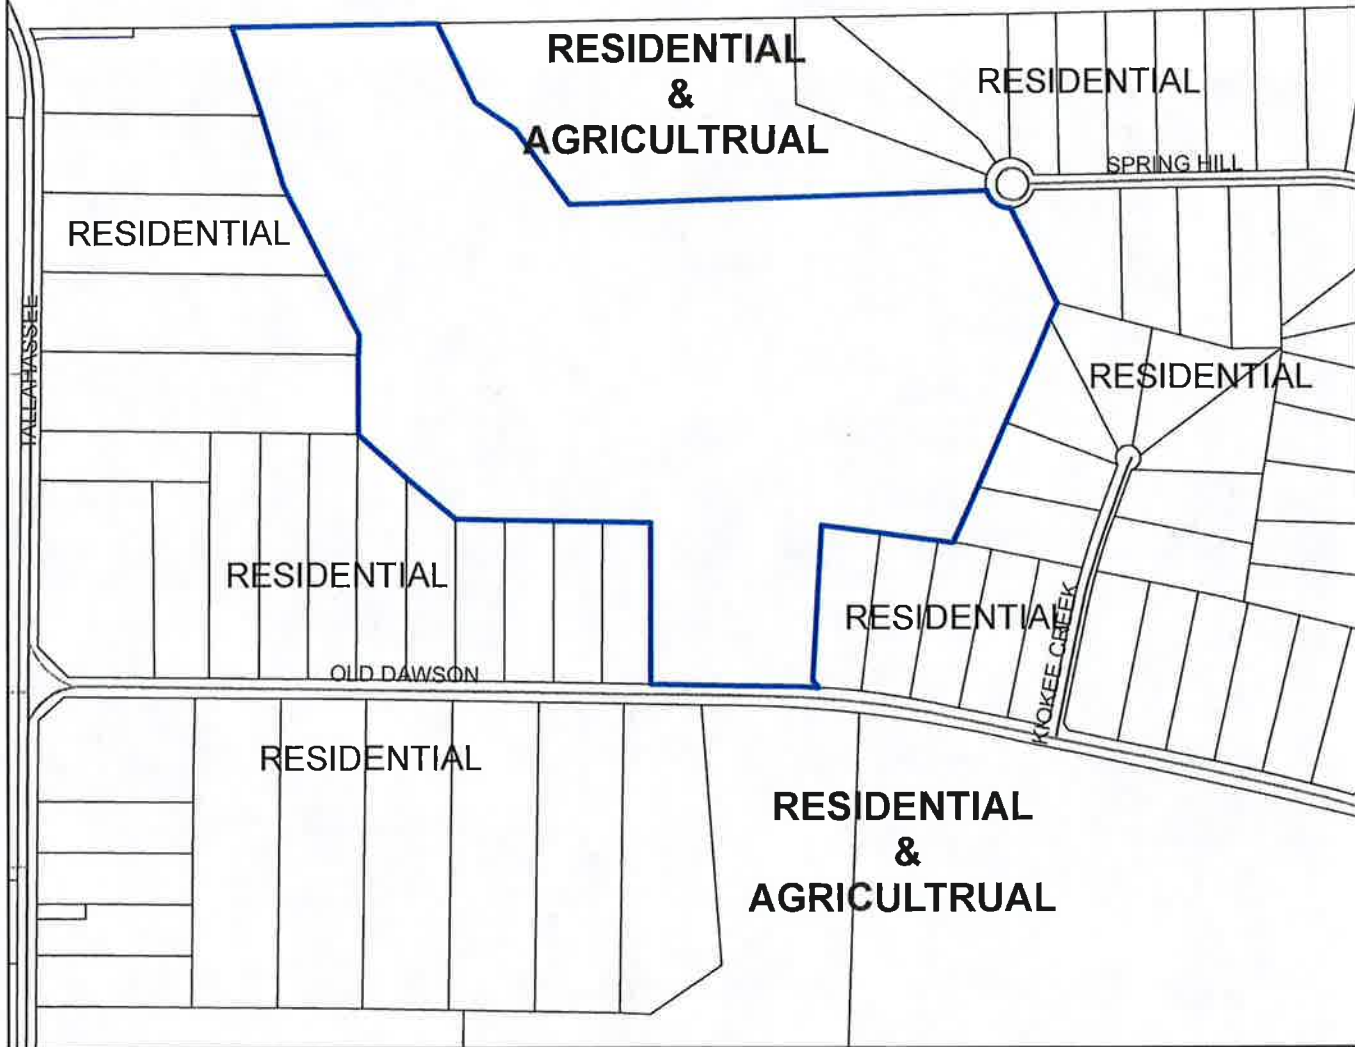 RESIDENTIAL
&
AGRICULTRUAL
RESIDENTIAL
SPRING HILL
RESIDENTIAL
TALLAHASSEE
RESIDENTIAL
RESIDENTIAL
RESIDENTIAL
KIOKEE CREEK
OLD DAWSON
RESIDENTIAL
RESIDENTIAL
&
AGRICULTRUAL